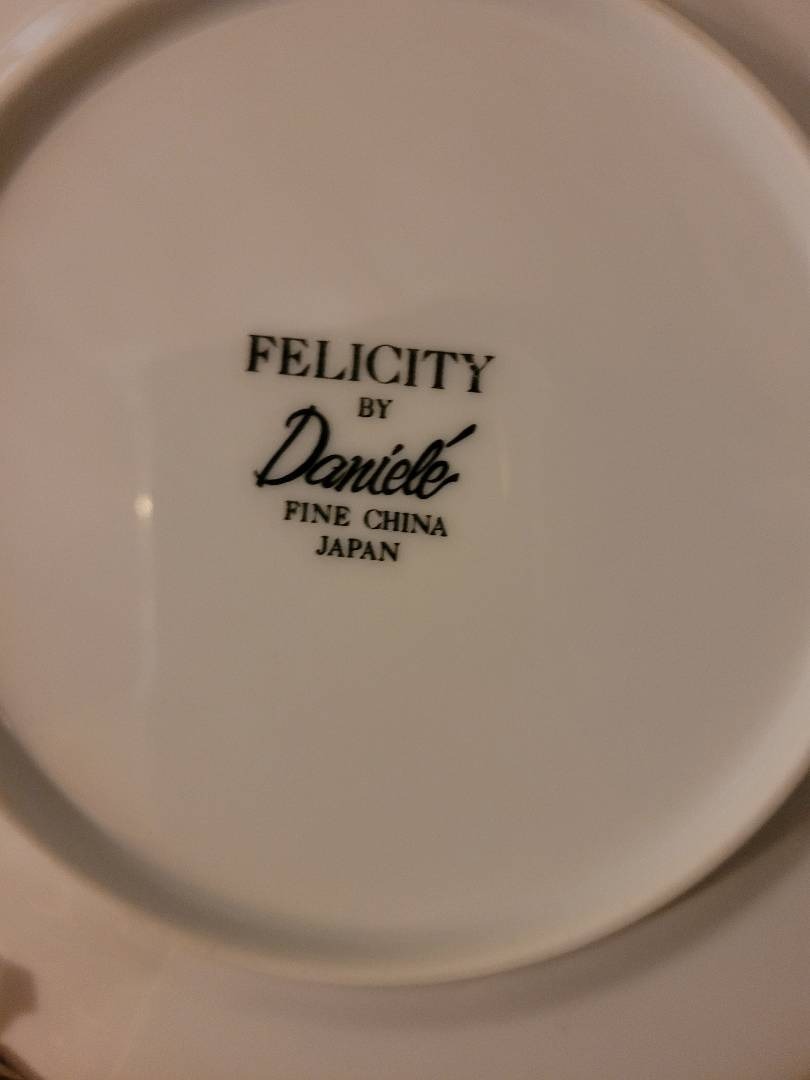 FELICITY
BY
Danielé
FINE CHINA
JAPAN